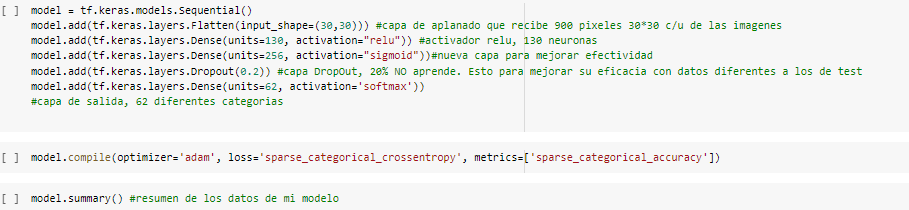 [ ] model = tf.keras.models.Sequential()
model.add(tf.keras.layers.Flatten(input_shape=(30,30))) #capa de aplanado que recibe 900 pixeles 30*30 c/u de las imagenes
model.add(tf.keras.layers.Dense(units=130, activation="relu")) #activador relu, 130 neuronas
model.add(tf.keras.layers.Dense(units=256, activation="sigmoid"))#nueva capa para mejorar efectividad
model.add(tf.keras.layers.Dropout(0.2)) #capa DropOut, 20% NO aprende. Esto para mejorar su eficacia con datos diferentes a los de test
model.add(tf.keras.layers.Dense(units=62, activation='softmax'))
#capa de salida, 62 diferentes categorias
[ ] model.compile(optimizer='adam', loss='sparse_categorical_crossentropy', metrics=['sparse_categorical_accuracy'])
[ ] model.summary() #resumen de los datos de mi modelo